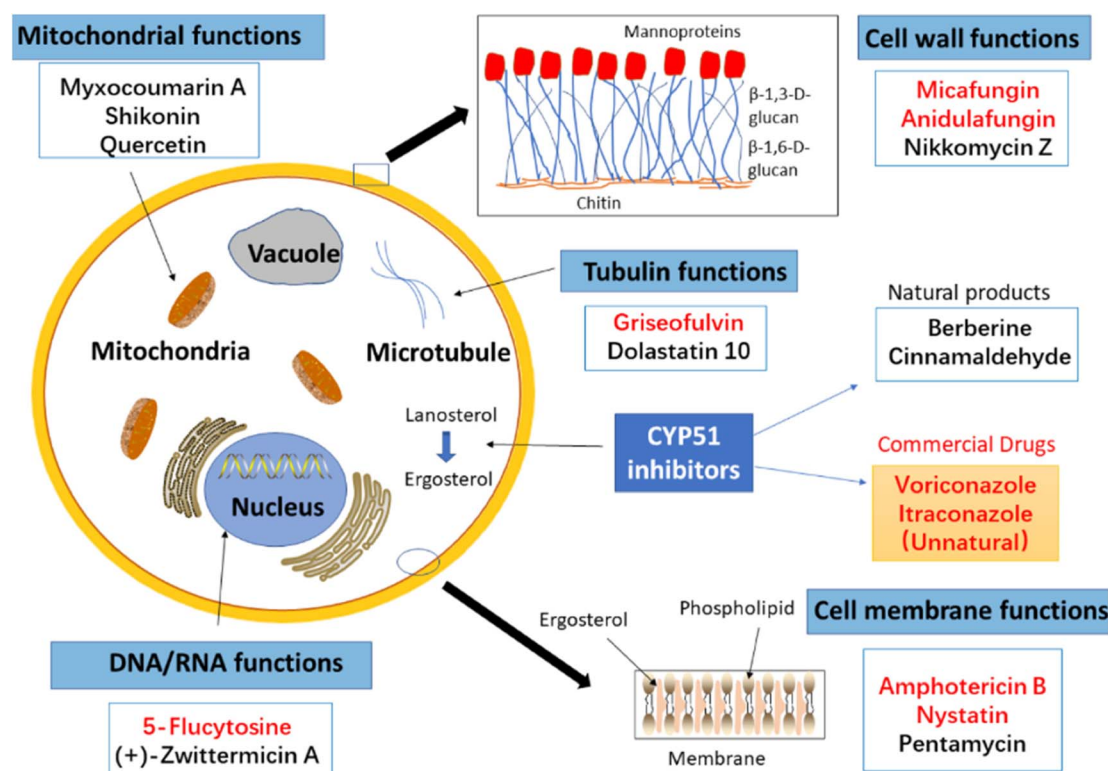 Mitochondrial functions
Myxocoumarin A
Shikonin
Quercetin
Mannoproteins
β-1,3-D-
glucan
β-1,6-D-
glucan
Chitin
Cell wall functions
Micafungin
Anidulafungin
Nikkomycin Z
Vacuole
Mitochondria
Microtubule
Tubulin functions
Griseofulvin
Dolastatin 10
Natural products
Berberine
Cinnamaldehyde
Lanosterol
Ergosterol
CYP51
inhibitors
Commercial Drugs
Voriconazole
Itraconazole
(Unnatural)
Nucleus
DNA/RNA functions
5-Flucytosine
(+)-Zwittermicin A
Ergosterol
Phospholipid
Membrane
Cell membrane functions
Amphotericin B
Nystatin
Pentamycin